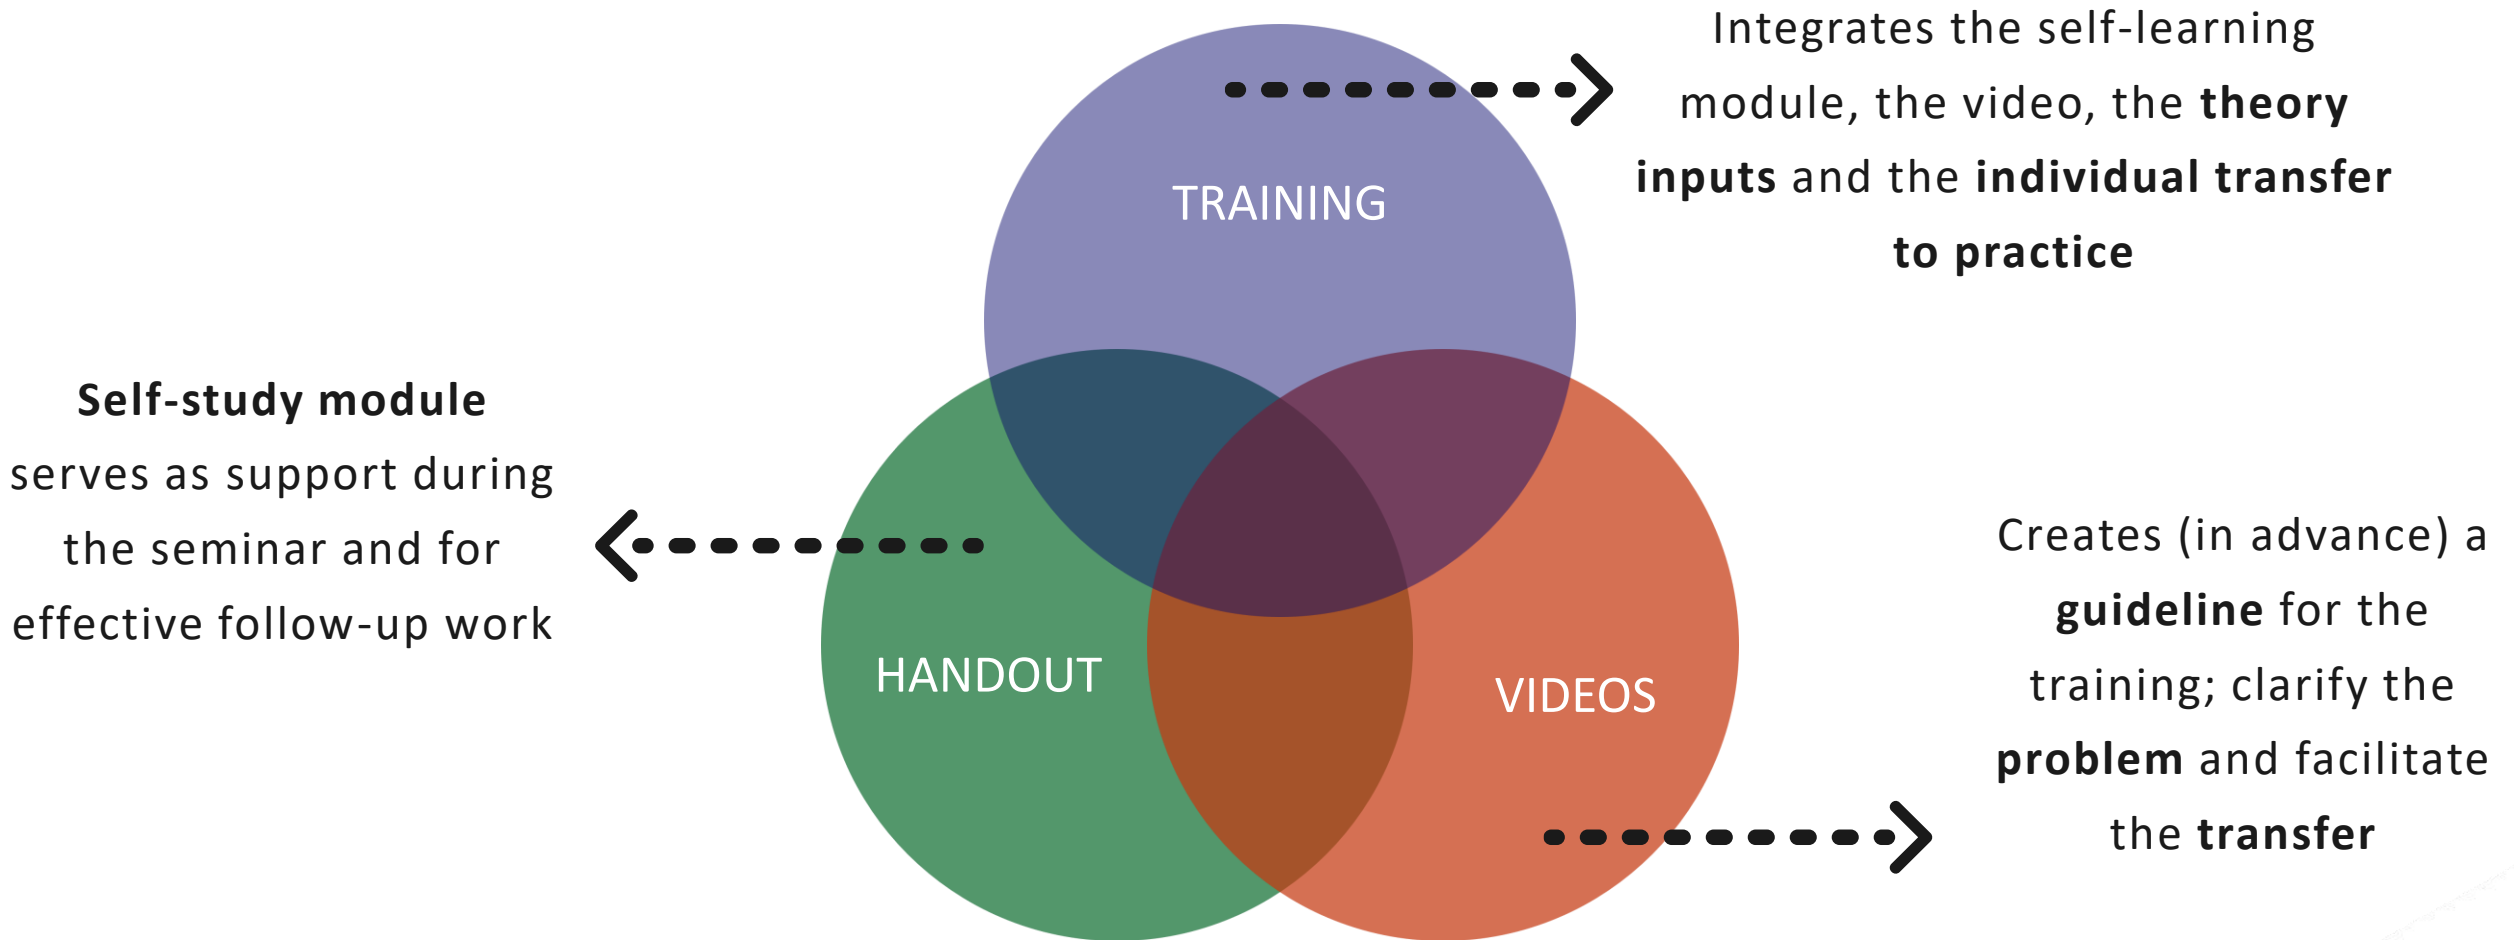 Integrates the self-learning
module, the video, the theory
inputs and the individual transfer
to practice
TRAINING
Self-study module
serves as support during
the seminar and for
effective follow-up work
HANDOUT
VIDEOS
Creates (in advance) a
guideline for the
training; clarify the
problem and facilitate
the transfer